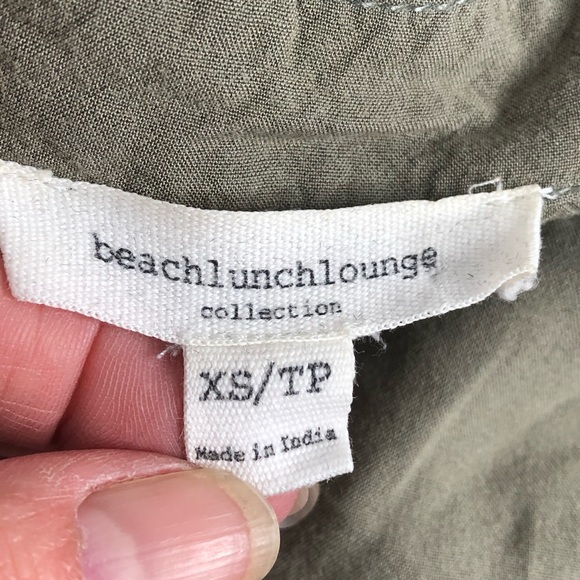 beachlunchlounge
collection
XS/TP
Made in India